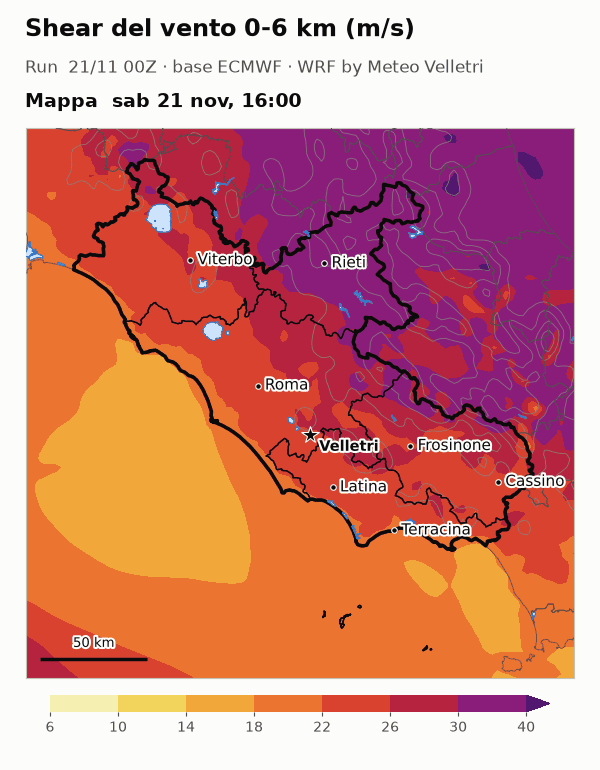 Shear del vento 0-6 km (m/s)
Run  21/11 00Z · base ECMWF · WRF by Meteo Velletri
Mappa  sab 21 nov, 16:00
Viterbo
Rieti
Roma
Velletri
Frosinone
Latina
Cassino
Terracina
50 km
6 10 14 18 22 26 30 40